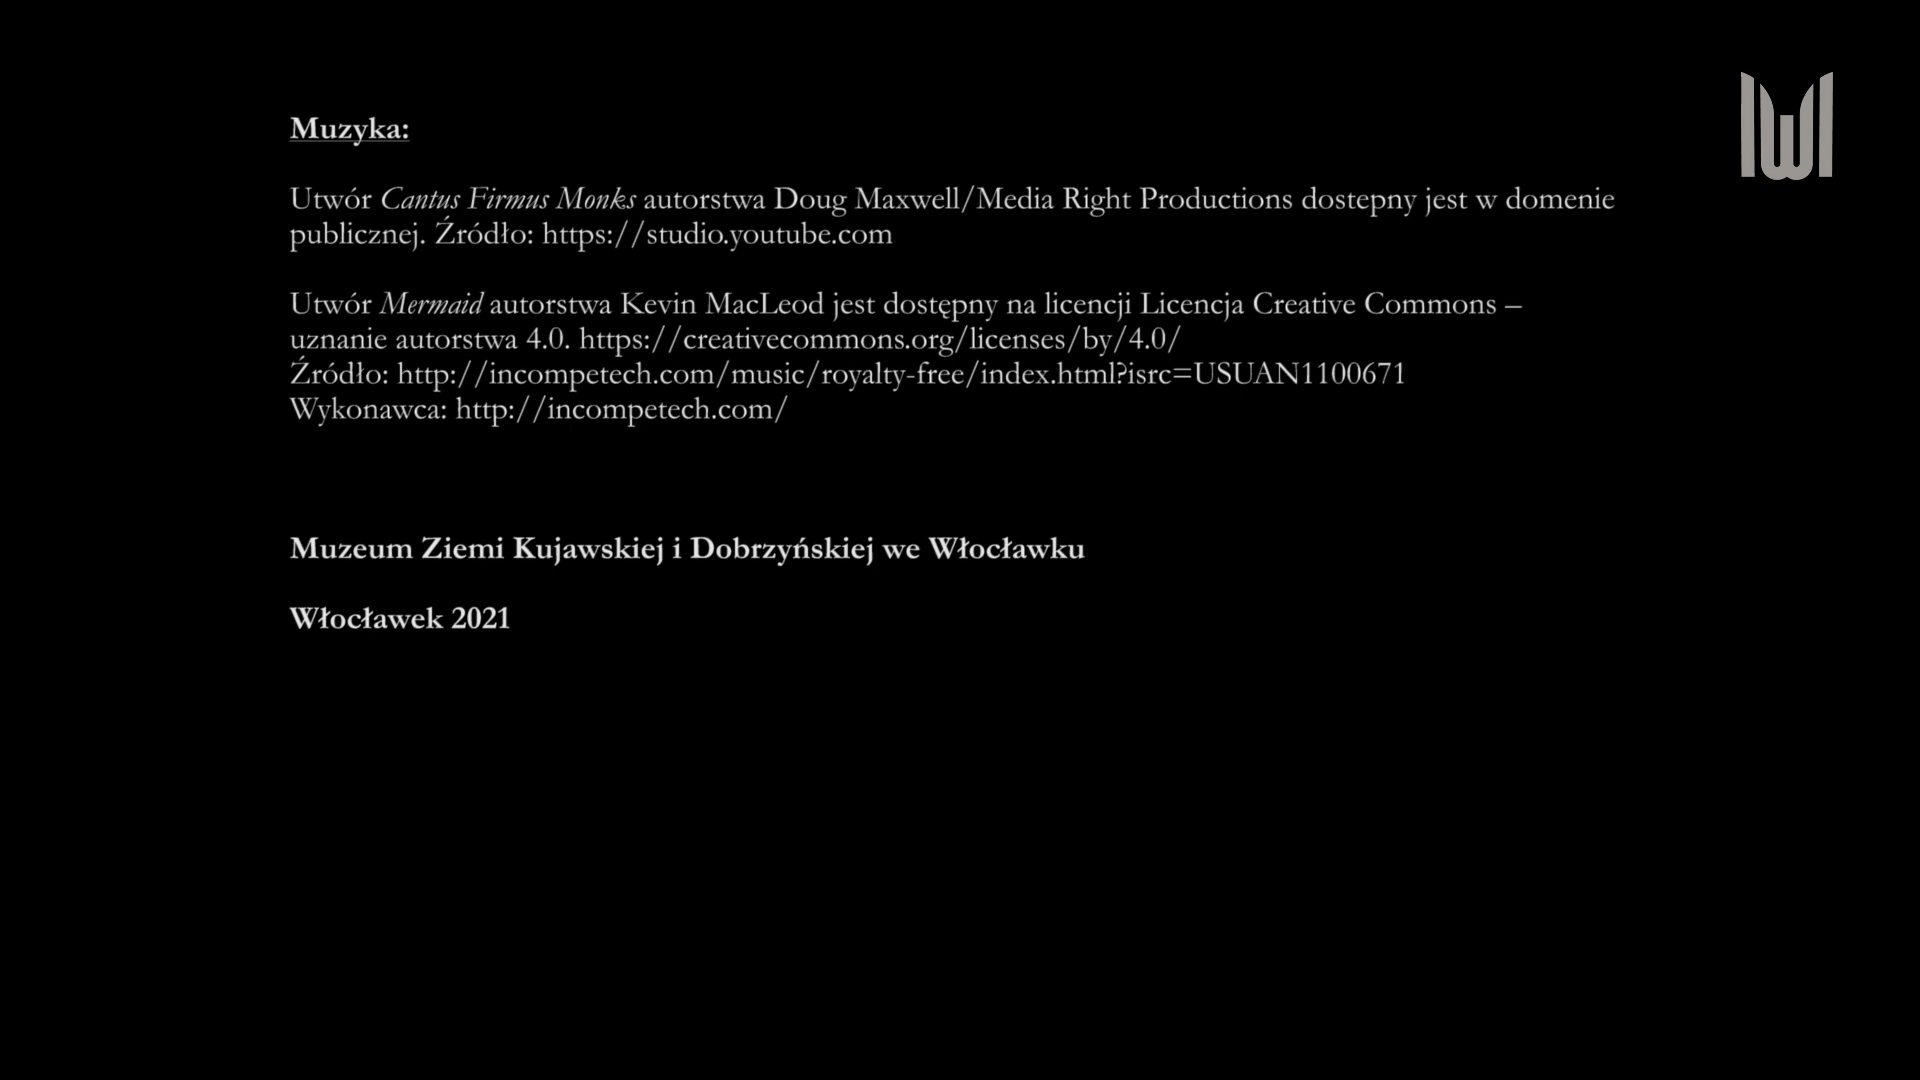 Muzyka:
Utwór Cantus Firmus Monks autorstwa Doug Maxwell/Media Right Productions dostepny jest w domenie
publicznej. Źródło: https://studio.youtube.com
Utwór Mermaid autorstwa Kevin MacLeod jest dostępny na licencji Licencja Creative Commons –
uznanie autorstwa 4.0. https://creativecommons.org/licenses/by/4.0/
Źródło: http://incompetech.com/music/royalty-free/index.html?isrc=USUAN1100671
Wykonawca: http://incompetech.com/
Muzeum Ziemi Kujawskiej i Dobrzyńskiej we Włocławku
Włocławek 2021